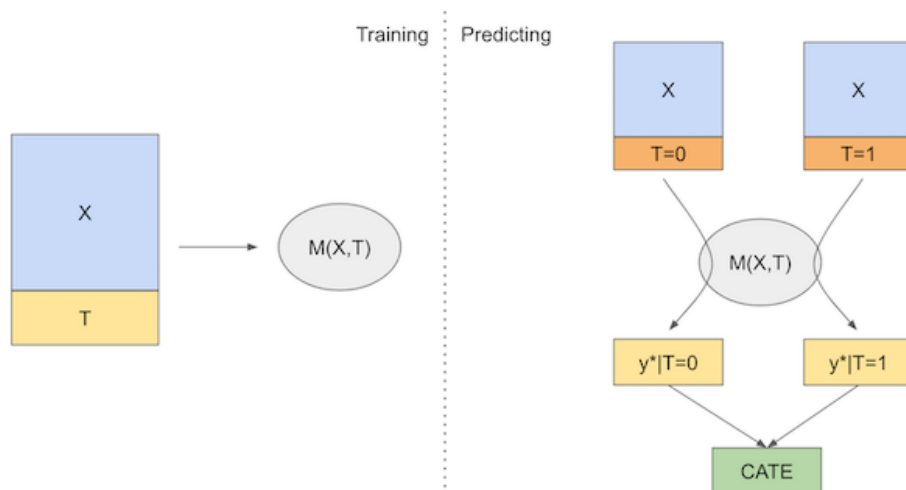 Training
Predicting
X
T
M(X,T)
X
T=0
X
T=1
M(X,T)
y*|T=0
y*|T=1
CATE